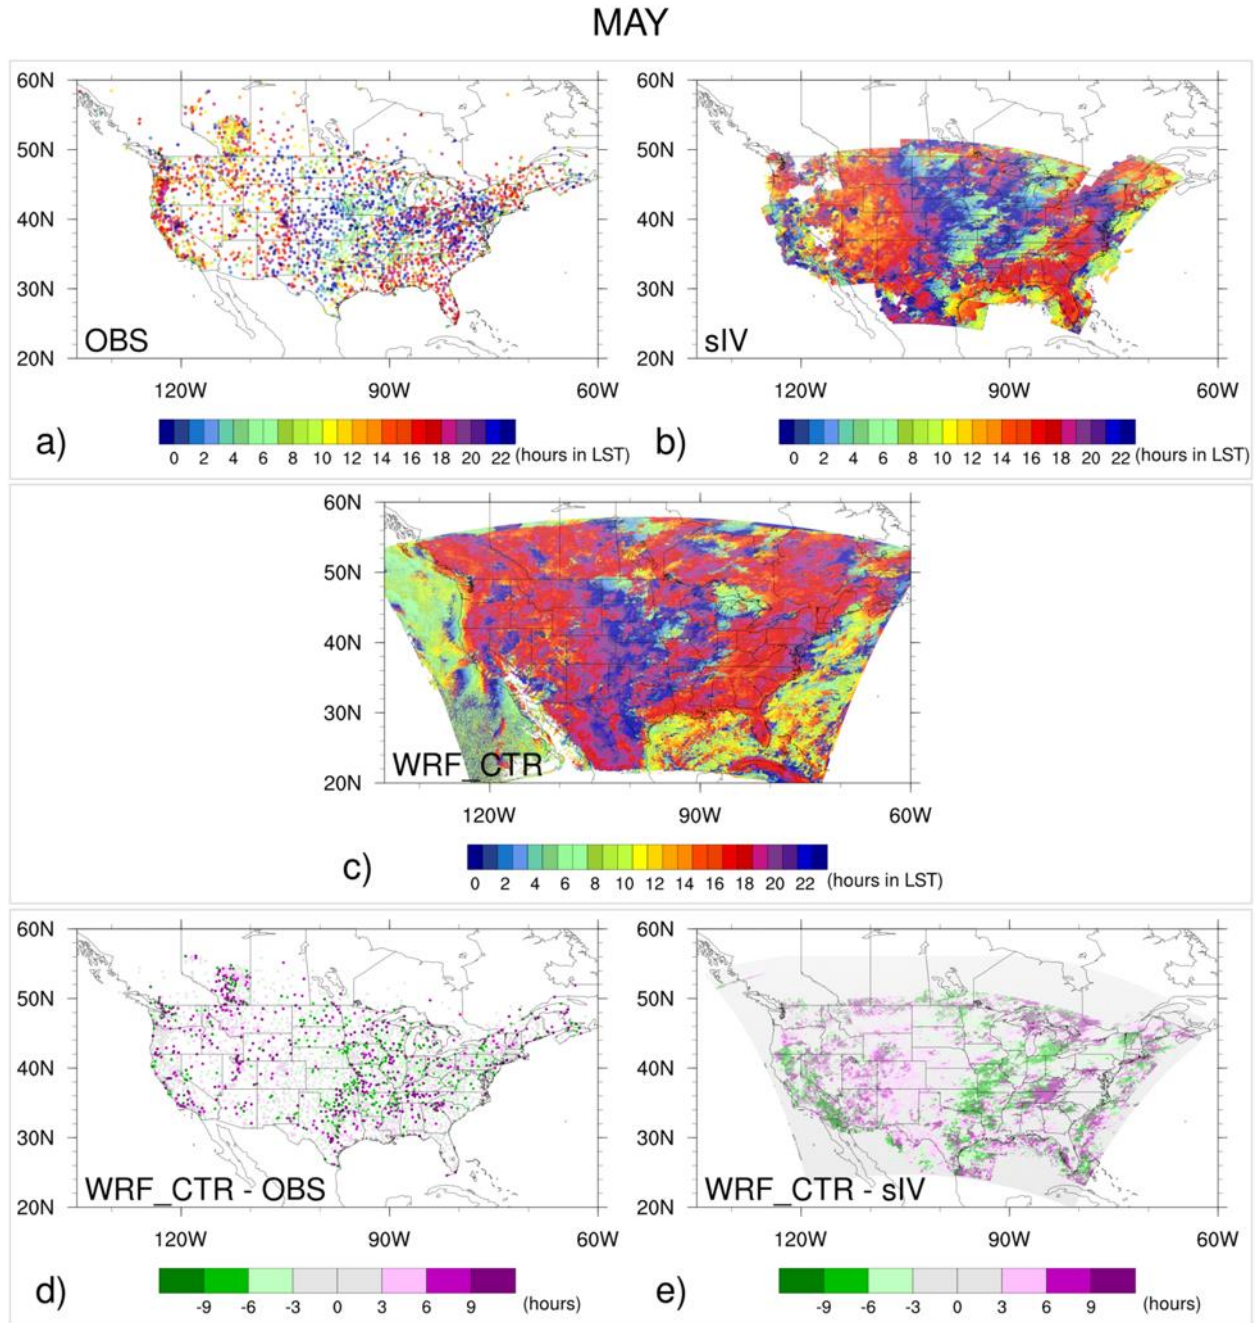 MAY
60N
50N
40N
30N
20N
OBS
120W 90W 60W
a)
0 2 4 6 8 10 12 14 16 18 20 22 (hours in LST)
60N
50N
40N
30N
20N
sIV
120W 90W 60W
b)
0 2 4 6 8 10 12 14 16 18 20 22 (hours in LST)
60N
50N
40N
30N
20N
WRF_CTR
120W 90W 60W
c)
0 2 4 6 8 10 12 14 16 18 20 22 (hours in LST)
60N
50N
40N
30N
20N
WRF_CTR - OBS
120W 90W 60W
d)
-9 -6 -3 0 3 6 9 (hours)
60N
50N
40N
30N
20N
WRF_CTR - sIV
120W 90W 60W
e)
-9 -6 -3 0 3 6 9 (hours)